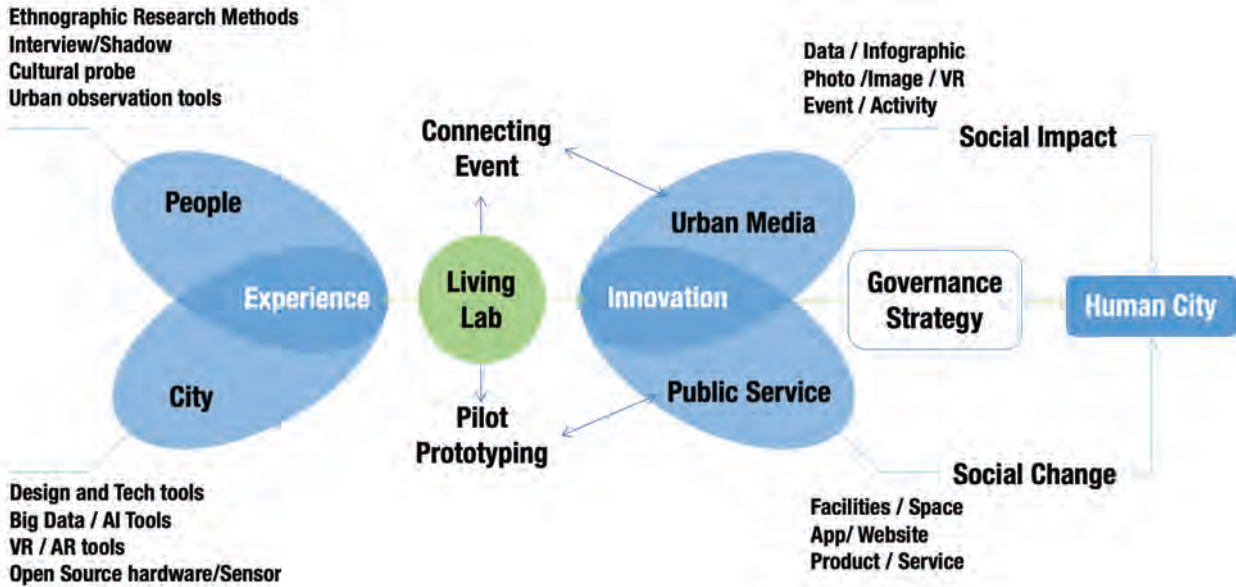 Ethnographic Research Methods
Interview/Shadow
Cultural probe
Urban observation tools
Data / Infographic
Photo /Image / VR
Event / Activity
Connecting
Event
Social Impact
People
Urban Media
Experience
Living
Lab
Innovation
Governance
Strategy
Human City
City
Public Service
Pilot
Prototyping
Social Change
Design and Tech tools
Big Data / AI Tools
VR / AR tools
Open Source hardware/Sensor
Facilities / Space
App/ Website
Product / Service